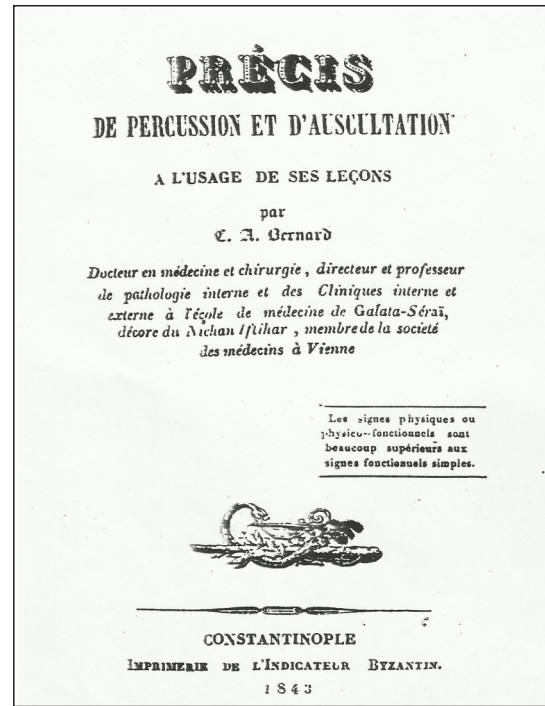 PRÉCIS
DE PERCUSSION ET D'AUSCULTATION
A L'USAGE DE SES LEÇONS
par
C. A. Bernard
Docteur en médecine et chirurgie, directeur et professeur
de pathologie interne et des Cliniques interne et
externe à l'école de médecine de Galata-Séraï,
décore du Nichan Iftihar, membre de la societé
des médecins à Vienne
Les signes physiques ou
physico-fonctionnels sont
beaucoup supérieurs aux
signes fonctionnels simples.
CONSTANTINOPLE
IMPRIMERIE DE L'INDICATEUR BYZANTIN.
1843